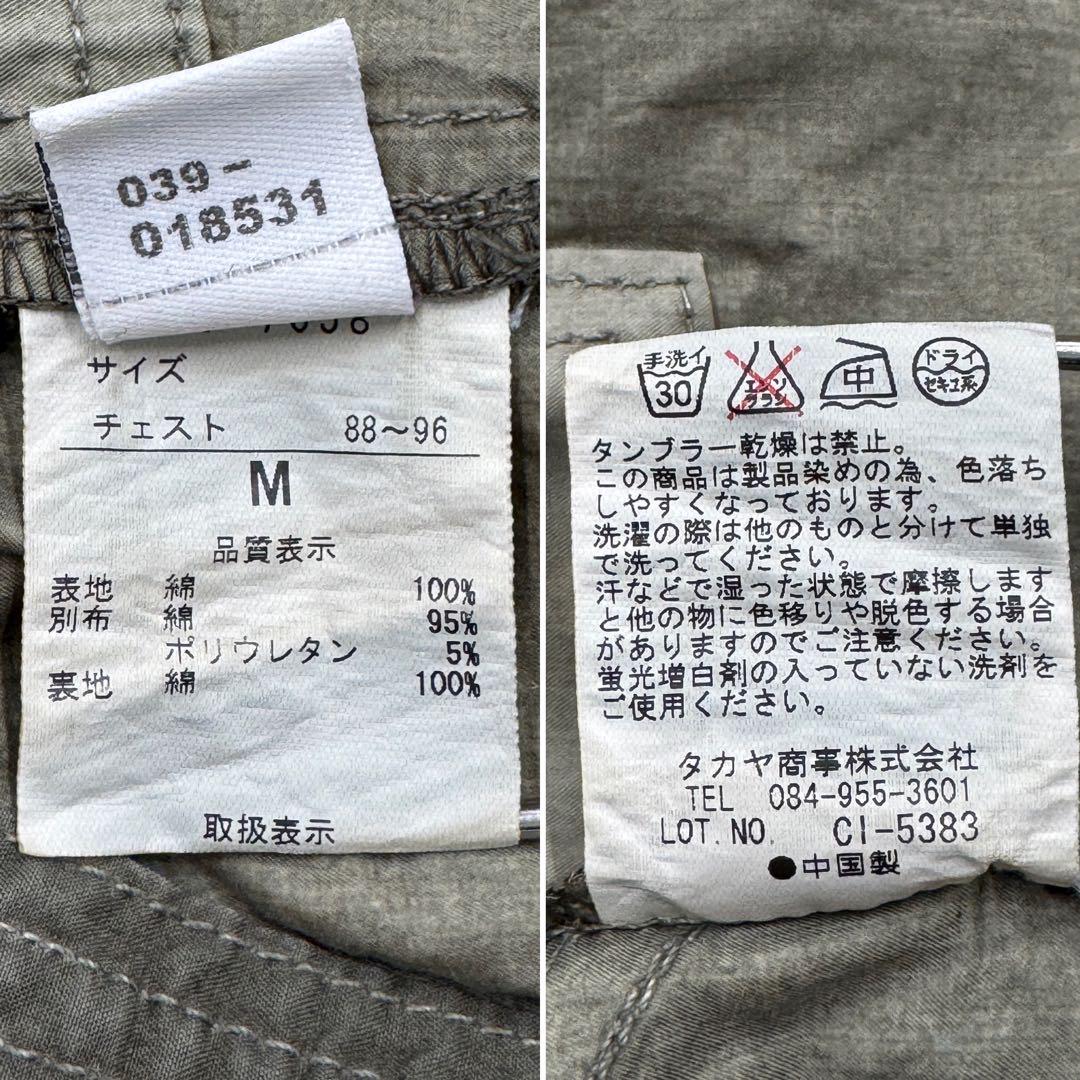 039-
018531
サイズ
チェスト 88～96
M
品質表示
表地 綿 100%
別布 綿 95%
ポリウレタン 5%
裏地 綿 100%
取扱表示
手洗イ
30
エンソ
サラシ
中
ドライ
セキユ系
タンブラー乾燥は禁止。
この商品は製品染めの為、色落ち
しやすくなっております。
洗濯の際は他のものと分けて単独
で洗ってください。
汗などで湿った状態で摩擦します
と他の物に色移りや脱色する場合
がありますのでご注意ください。
蛍光増白剤の入っていない洗剤を
ご使用ください。
タカヤ商事株式会社
TEL 084-955-3601
LOT.NO. CI-5383
●中国製